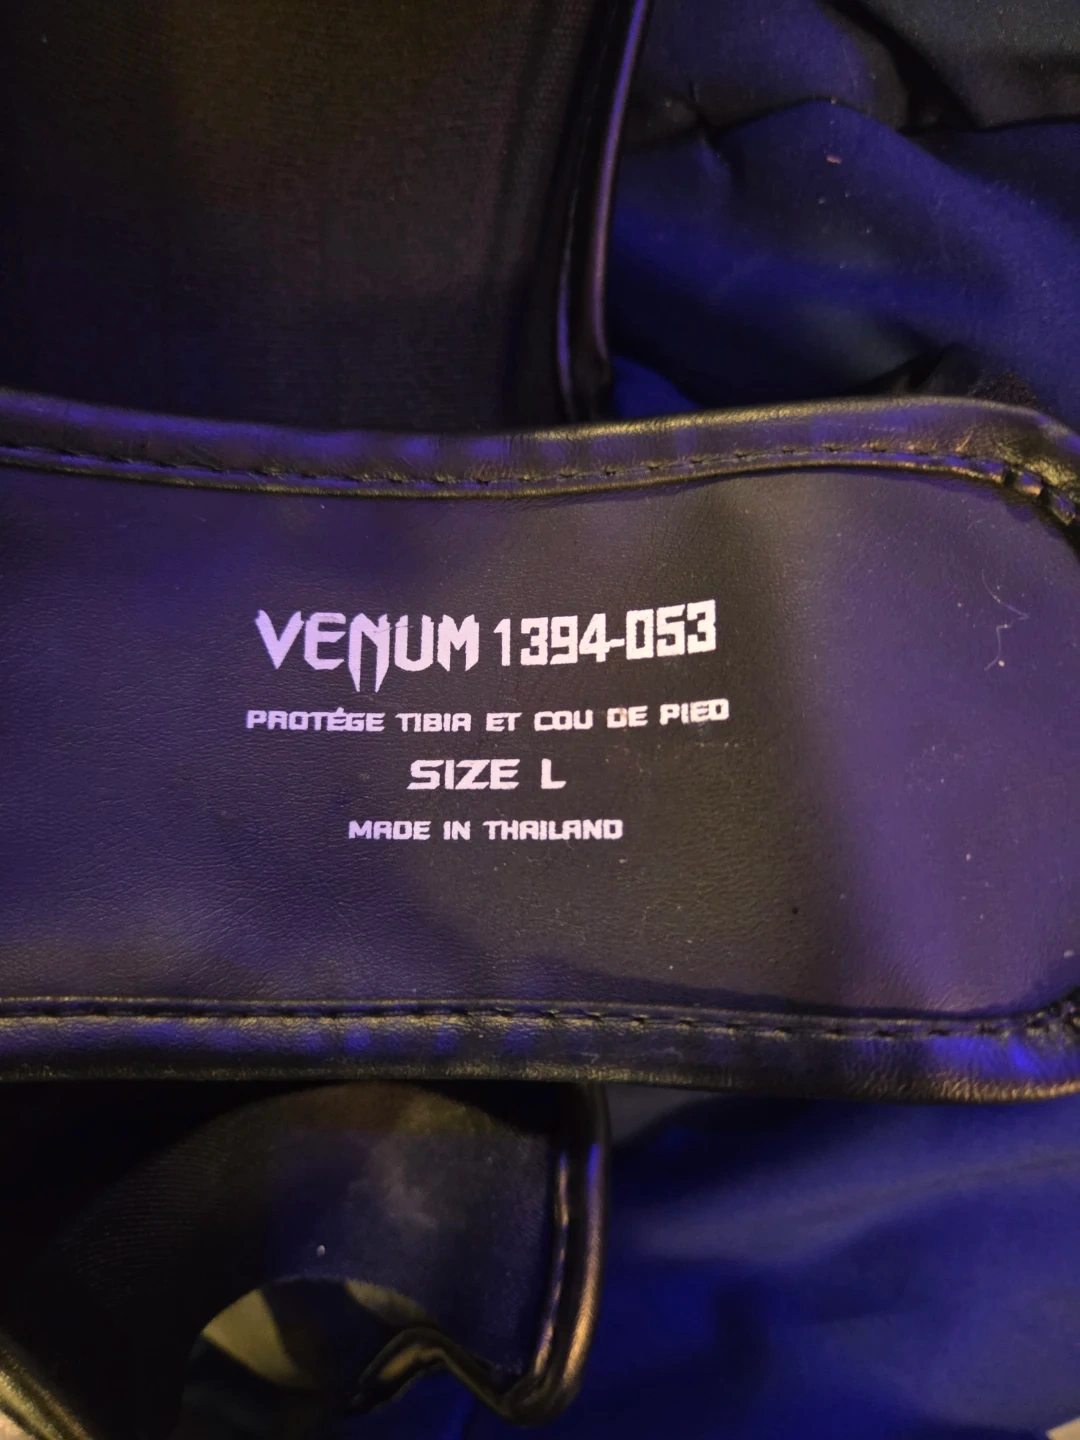 VENUM 1394-053
PROTÉGE TIBIA ET COU DE PIED
SIZE L
MADE IN THAILAND